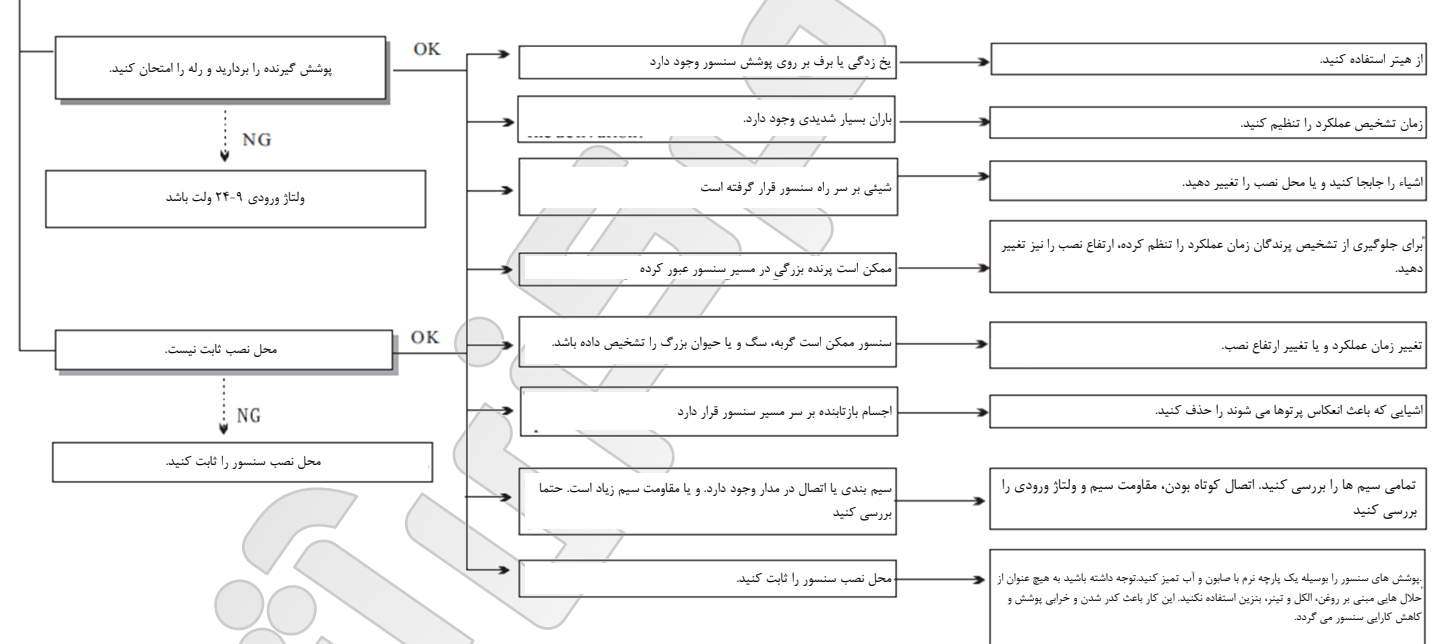 پوشش گیرنده را بردارید و رله را امتحان کنید.
OK
NG
ولتاژ ورودی ۹-۲۴ ولت باشد
یخ زدگی یا برف بر روی پوشش سنسور وجود دارد
از هیتر استفاده کنید.
باران بسیار شدیدی وجود دارد.
زمان تشخیص عملکرد را تنظیم کنید.
شیئی بر سر راه سنسور قرار گرفته است
اشیاء را جابجا کنید و یا محل نصب را تغییر دهید.
ممکن است پرنده بزرگی در مسیر سنسور عبور کرده
برای جلوگیری از تشخیص پرندگان زمان عملکرد را تنظم کرده، ارتفاع نصب را نیز تغییر
دهید.
محل نصب ثابت نیست.
OK
NG
محل نصب سنسور را ثابت کنید.
سنسور ممکن است گربه، سگ و یا حیوان بزرگ را تشخیص داده باشد.
تغییر زمان عملکرد و یا تغییر ارتفاع نصب.
اجسام بازتابنده بر سر مسیر سنسور قرار دارد
اشیایی که باعث انعکاس پرتوها می شوند را حذف کنید.
سیم بندی یا اتصال در مدار وجود دارد. و یا مقاومت سیم زیاد است. حتما
بررسی کنید
تمامی سیم ها را بررسی کنید. اتصال کوتاه بودن، مقاومت سیم و ولتاژ ورودی را
بررسی کنید
محل نصب سنسور را ثابت کنید.
پوشش های سنسور را بوسیله یک پارچه نرم با صابون و آب تمیز کنید.توجه داشته باشید به هیچ عنوان از
حلال هایی مبنی بر روغن، الکل و تینر، بنزین استفاده نکنید. این کار باعث کدر شدن و خرابی پوشش و
کاهش کارایی سنسور می گردد.